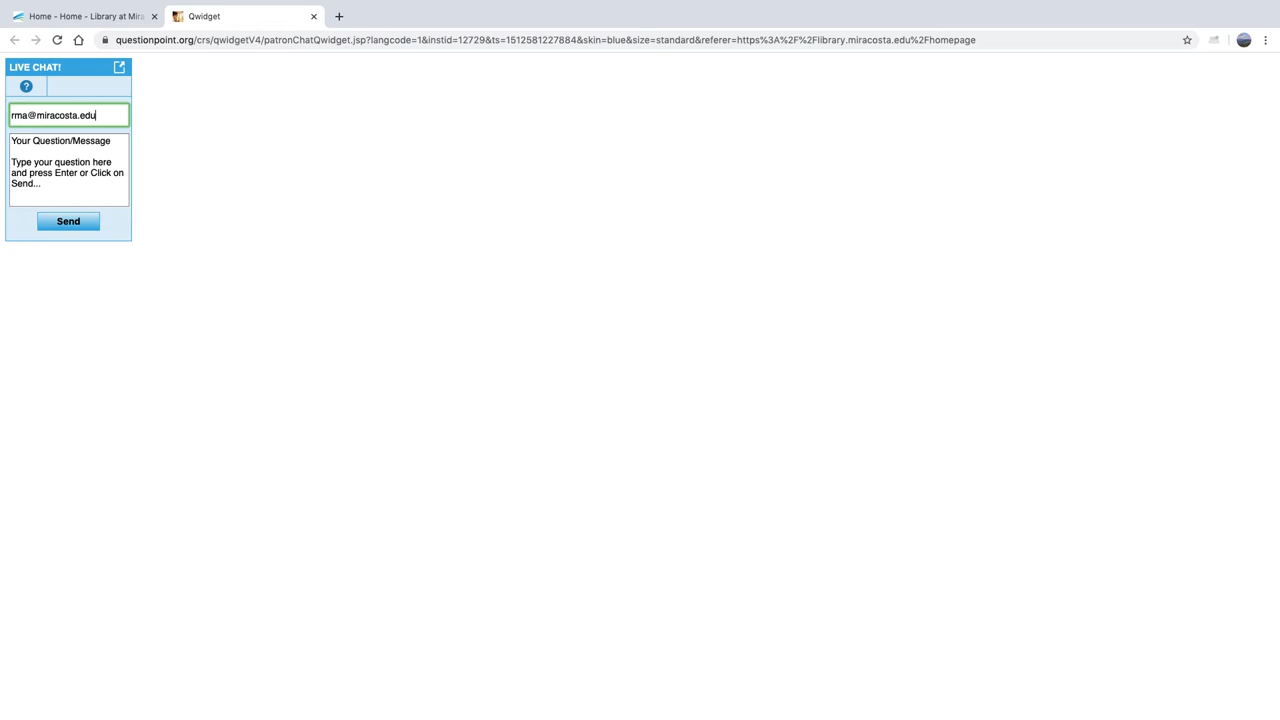 Home - Home - Library at Mira
Qwidget
questionpoint.org/crs/qwidgetV4/patronChatQwidget.jsp?langcode=1&instid=12729&ts=1512581227884&skin=blue&size=standard&referer=https%3A%2F%2Flibrary.miracosta.edu%2Fhomepage
LIVE CHAT!
?
rma@miracosta.edu
Your Question/Message
Type your question here
and press Enter or Click on
Send...
Send